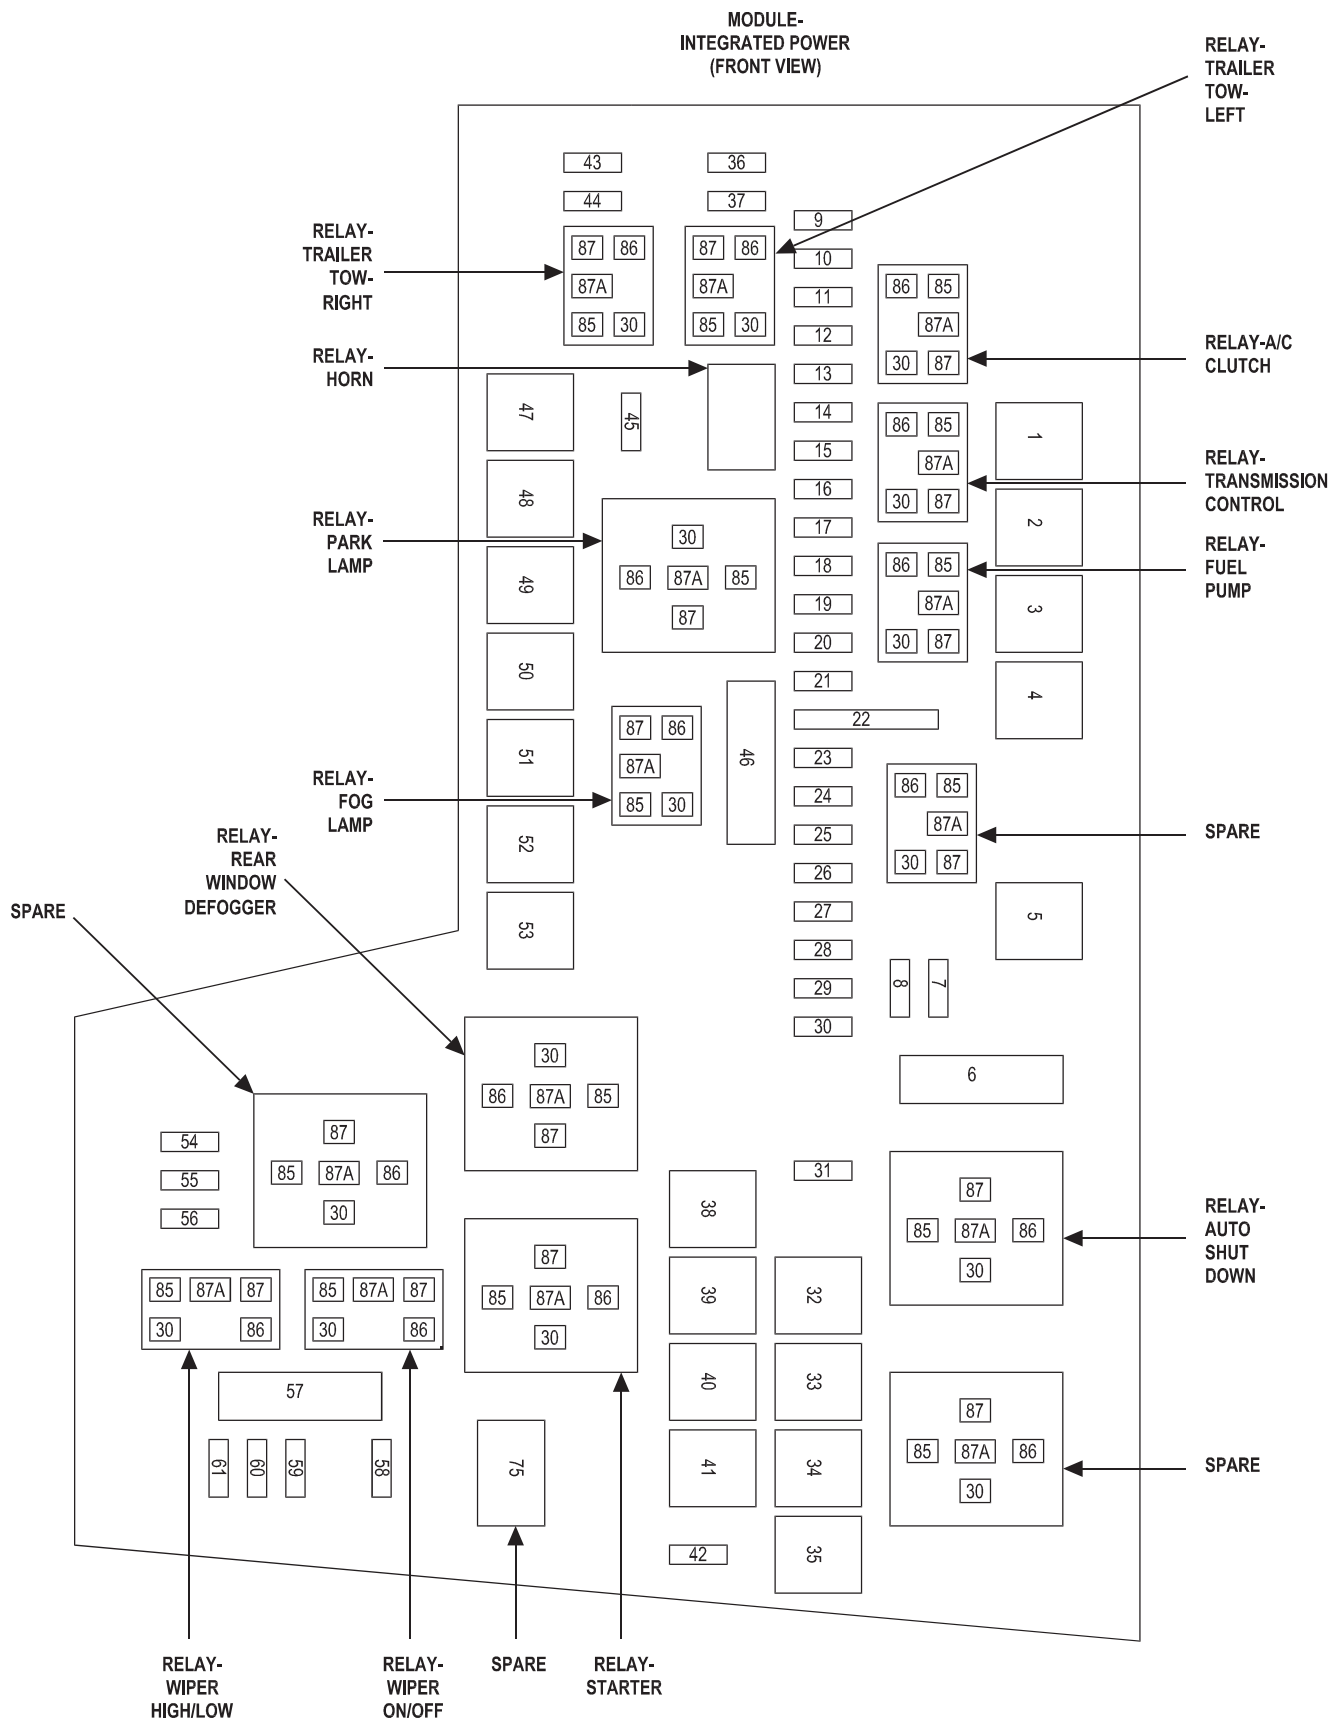 MODULE-
INTEGRATED POWER
(FRONT VIEW)
RELAY-
TRAILER
TOW-
LEFT
43
36
44
37
9
RELAY-
TRAILER
TOW-
RIGHT
87 86
87A
85 30
87 86
87A
85 30
10
11
12
13
14
15
16
17
18
19
20
21
22
23
24
25
26
27
28
29
30
86 85
87A
30 87
RELAY-A/C
CLUTCH
RELAY-
HORN
47
45
86 85
87A
30 87
1
RELAY-
TRANSMISSION
CONTROL
48
2
RELAY-
PARK
LAMP
30
86 87A 85
87
86 85
87A
30 87
RELAY-
FUEL
PUMP
49
3
50
4
51
46
RELAY-
FOG
LAMP
87 86
87A
85 30
86 85
87A
30 87
SPARE
52
RELAY-
REAR
WINDOW
DEFOGGER
53
5
SPARE
8
7
30
86 87A 85
87
6
54
55
56
87
85 87A 86
30
31
38
87
85 87A 86
30
RELAY-
AUTO
SHUT
DOWN
85 87A 87
30 86
85 87A 87
30 86
87
85 87A 86
30
39
32
40
33
57
61
60
59
58
75
41
34
87
85 87A 86
30
SPARE
42
35
RELAY-
WIPER
HIGH/LOW
RELAY-
WIPER
ON/OFF
SPARE
RELAY-
STARTER